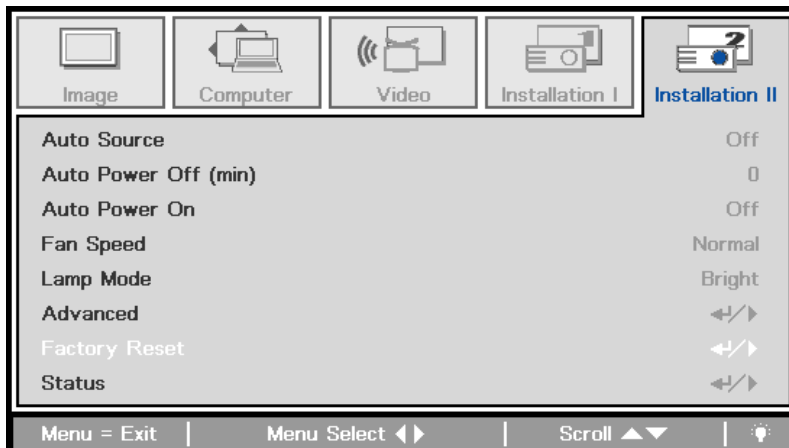 Image Computer Video Installation I Installation II
Auto Source Off
Auto Power Off (min) 0
Auto Power On Off
Fan Speed Normal
Lamp Mode Bright
Advanced
Factory Reset
Status
Menu = Exit Menu Select Scroll